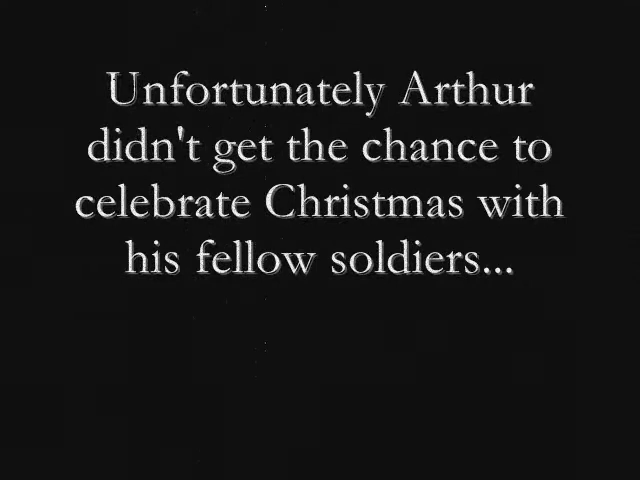 Unfortunately Arthur
didn't get the chance to
celebrate Christmas with
his fellow soldiers...